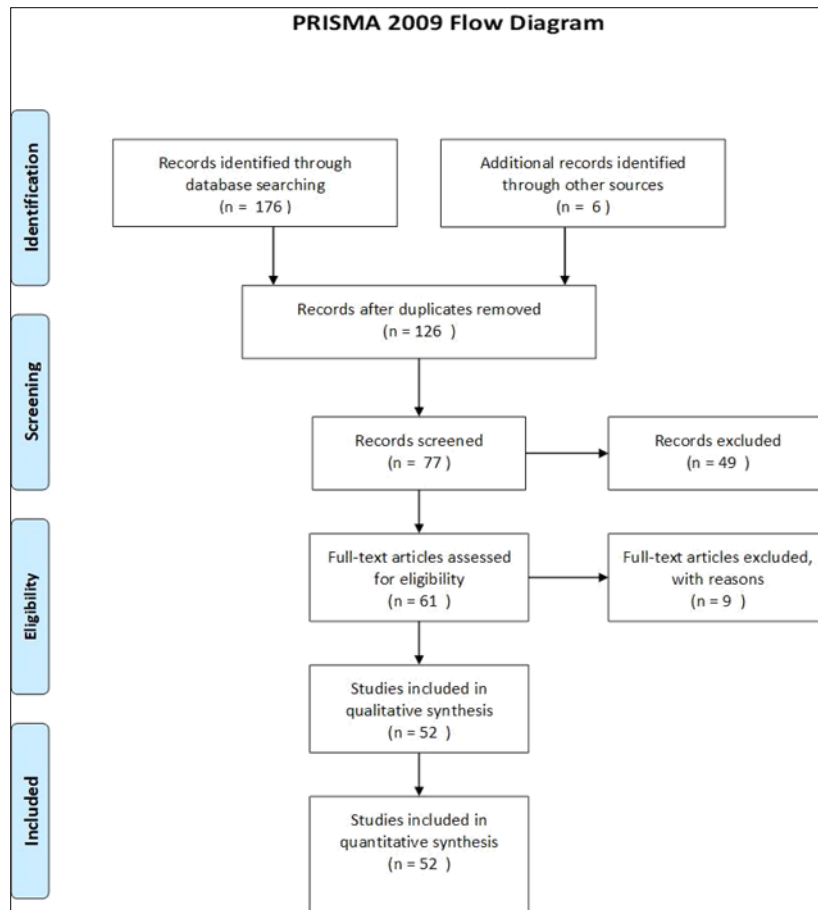 PRISMA 2009 Flow Diagram
Identification
Records identified through
database searching
(n = 176 )
Additional records identified
through other sources
(n = 6 )
Records after duplicates removed
(n = 126 )
Screening
Records screened
(n = 77 )
Records excluded
(n = 49 )
Eligibility
Full-text articles assessed
for eligibility
(n = 61 )
Full-text articles excluded,
with reasons
(n = 9 )
Studies included in
qualitative synthesis
(n = 52 )
Included
Studies included in
quantitative synthesis
(n = 52 )